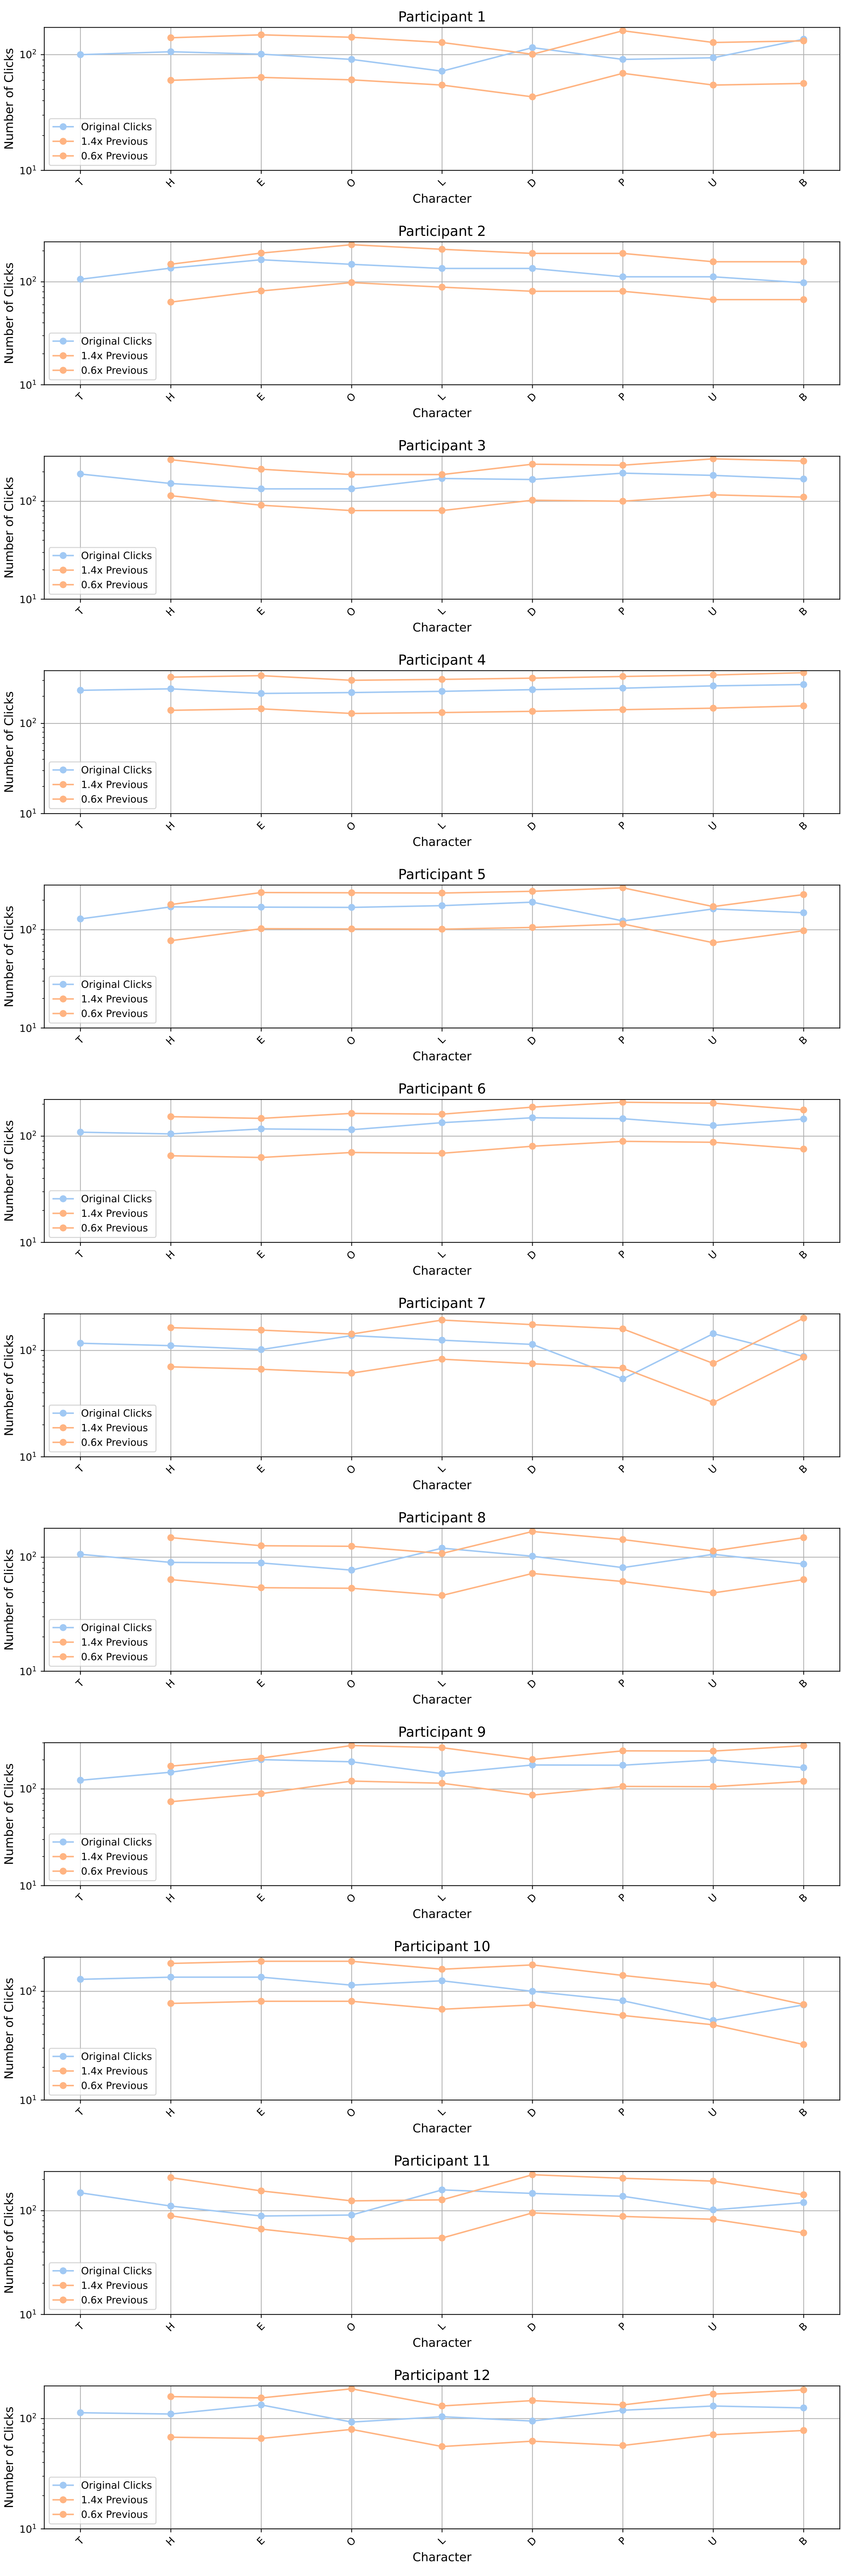 Participant 1
Number of Clicks
10²
10¹
Original Clicks
1.4x Previous
0.6x Previous
T H E O L D P U B
Character
Participant 2
Number of Clicks
10²
10¹
Original Clicks
1.4x Previous
0.6x Previous
T H E O L D P U B
Character
Participant 3
Number of Clicks
10²
10¹
Original Clicks
1.4x Previous
0.6x Previous
T H E O L D P U B
Character
Participant 4
Number of Clicks
10²
10¹
Original Clicks
1.4x Previous
0.6x Previous
T H E O L D P U B
Character
Participant 5
Number of Clicks
10²
10¹
Original Clicks
1.4x Previous
0.6x Previous
T H E O L D P U B
Character
Participant 6
Number of Clicks
10²
10¹
Original Clicks
1.4x Previous
0.6x Previous
T H E O L D P U B
Character
Participant 7
Number of Clicks
10²
10¹
Original Clicks
1.4x Previous
0.6x Previous
T H E O L D P U B
Character
Participant 8
Number of Clicks
10²
10¹
Original Clicks
1.4x Previous
0.6x Previous
T H E O L D P U B
Character
Participant 9
Number of Clicks
10²
10¹
Original Clicks
1.4x Previous
0.6x Previous
T H E O L D P U B
Character
Participant 10
Number of Clicks
10²
10¹
Original Clicks
1.4x Previous
0.6x Previous
T H E O L D P U B
Character
Participant 11
Number of Clicks
10²
10¹
Original Clicks
1.4x Previous
0.6x Previous
T H E O L D P U B
Character
Participant 12
Number of Clicks
10²
10¹
Original Clicks
1.4x Previous
0.6x Previous
T H E O L D P U B
Character